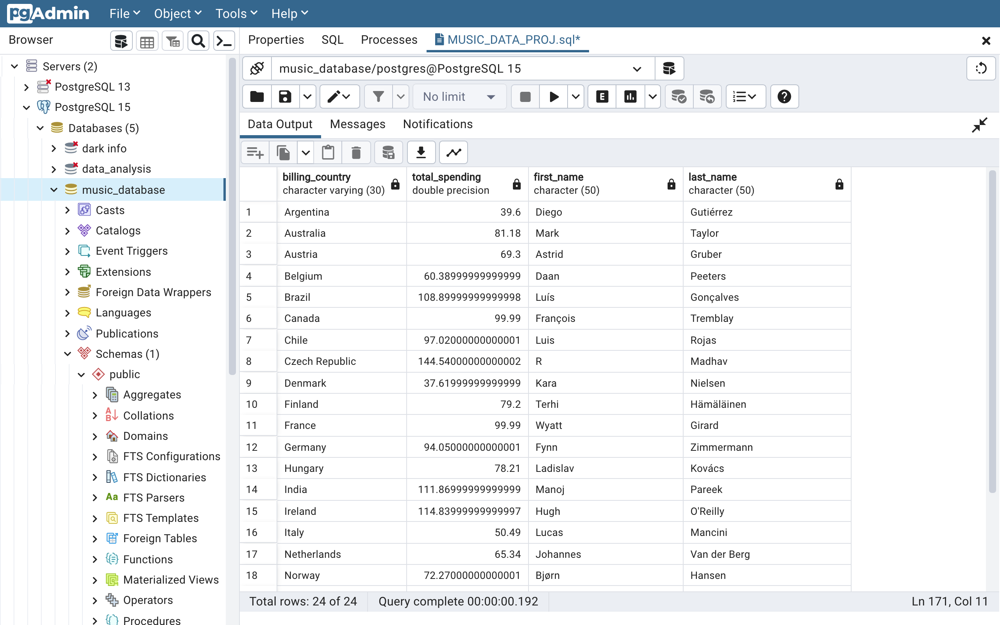 pgAdmin File Object Tools Help
Browser
Properties SQL Processes MUSIC_DATA_PROJ.sql*
Servers (2)
PostgreSQL 13
PostgreSQL 15
Databases (5)
dark info
data_analysis
music_database
Casts
Catalogs
Event Triggers
Extensions
Foreign Data Wrappers
Languages
Publications
Schemas (1)
public
Aggregates
Collations
Domains
FTS Configurations
FTS Dictionaries
Aa FTS Parsers
FTS Templates
Foreign Tables
Functions
Materialized Views
Operators
Procedures
music_database/postgres@PostgreSQL 15
No limit E
Data Output Messages Notifications
billing_country total_spending first_name last_name
character varying (30) double precision character (50) character (50)
1 Argentina 39.6 Diego Gutiérrez
2 Australia 81.18 Mark Taylor
3 Austria 69.3 Astrid Gruber
4 Belgium 60.38999999999999 Daan Peeters
5 Brazil 108.89999999999998 Luís Gonçalves
6 Canada 99.99 François Tremblay
7 Chile 97.02000000000001 Luis Rojas
8 Czech Republic 144.54000000000002 R Madhav
9 Denmark 37.61999999999999 Kara Nielsen
10 Finland 79.2 Terhi Hämäläinen
11 France 99.99 Wyatt Girard
12 Germany 94.05000000000001 Fynn Zimmermann
13 Hungary 78.21 Ladislav Kovács
14 India 111.86999999999999 Manoj Pareek
15 Ireland 114.83999999999997 Hugh O'Reilly
16 Italy 50.49 Lucas Mancini
17 Netherlands 65.34 Johannes Van der Berg
18 Norway 72.27000000000001 Bjørn Hansen
Total rows: 24 of 24 Query complete 00:00:00.192 Ln 171, Col 11